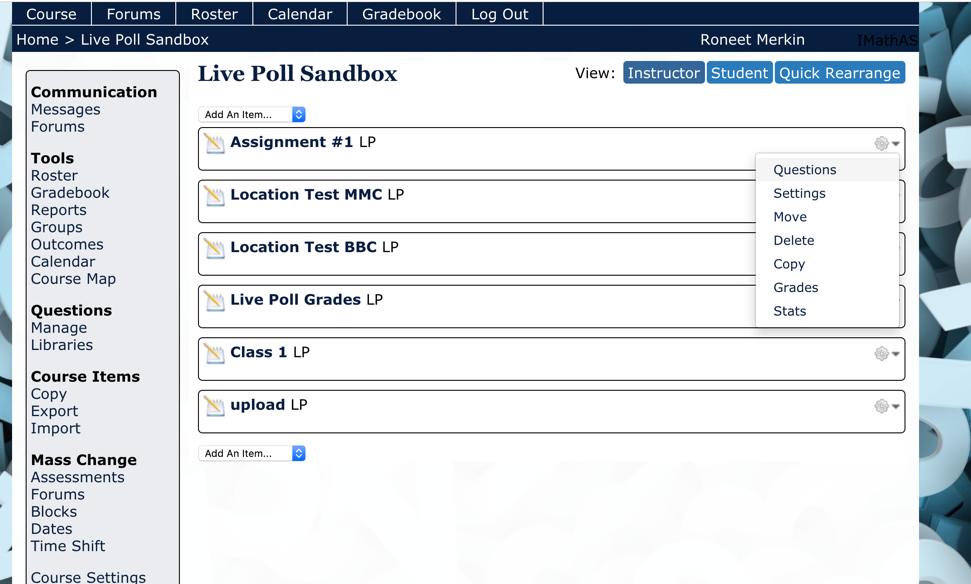 Course Forums Roster Calendar Gradebook Log Out
Home > Live Poll Sandbox Roneet Merkin IMathAS
Communication
Messages
Forums
Tools
Roster
Gradebook
Reports
Groups
Outcomes
Calendar
Course Map
Questions
Manage
Libraries
Course Items
Copy
Export
Import
Mass Change
Assessments
Forums
Blocks
Dates
Time Shift
Course Settings
Live Poll Sandbox
View: Instructor Student Quick Rearrange
Add An Item...
Assignment #1 LP
Location Test MMC LP
Location Test BBC LP
Live Poll Grades LP
Class 1 LP
upload LP
Add An Item...
Questions
Settings
Move
Delete
Copy
Grades
Stats